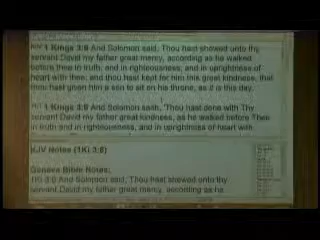 1 Kings 3:6 And Solomon said, Thou hast shewed unto thy
servant David my father great mercy, according as he walked
before thee in truth, and in righteousness, and in uprightness of
heart with thee; and thou hast kept for him this great kindness, that
thou hast given him a son to sit on his throne, as it is this day.
1 Kings 3:6 And Solomon saith, 'Thou hast done with Thy
servant David my father great kindness, as he walked before Thee
in truth and in righteousness, and in uprightness of heart with
KJV Notes (1Ki 3:6)
Geneva Bible Notes:
1Ki 3:6 And Solomon said, Thou hast shewed unto thy
servant David my father great mercy, according as he